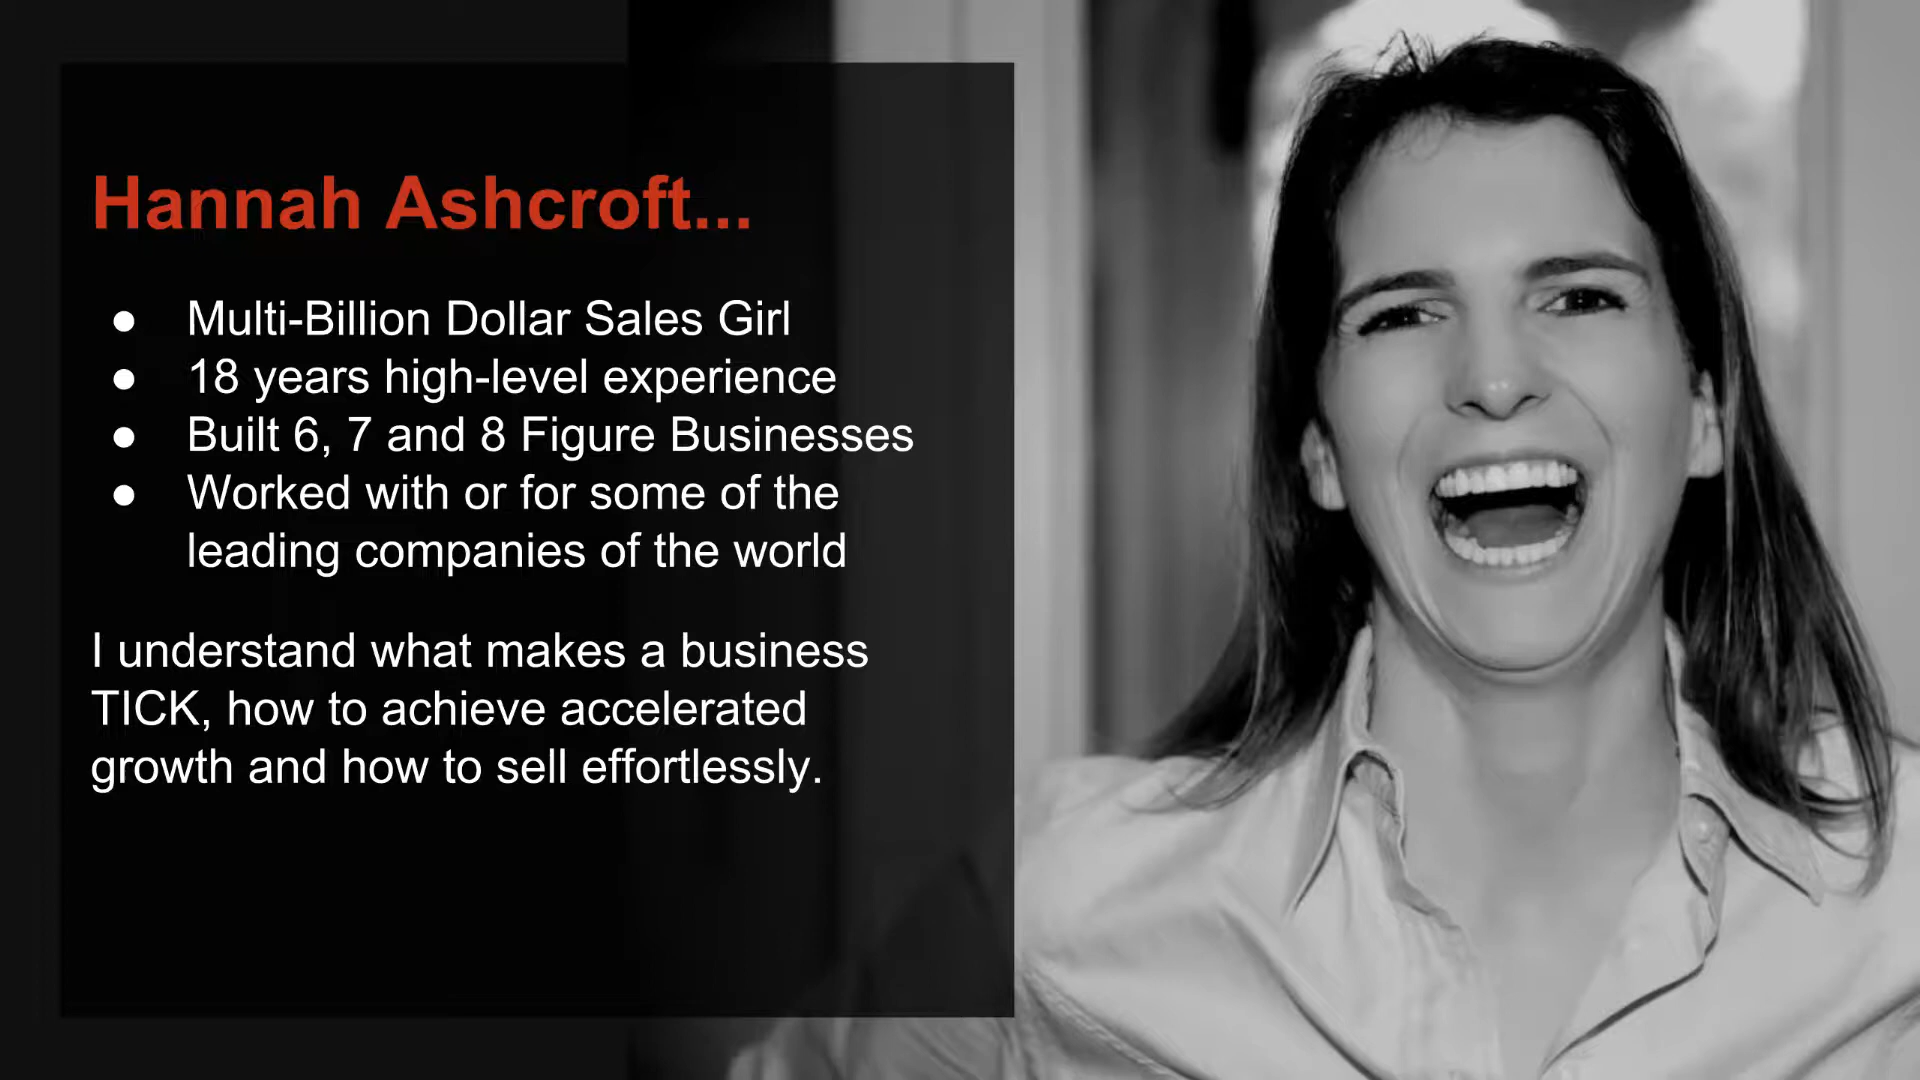 Hannah Ashcroft...
● Multi-Billion Dollar Sales Girl
● 18 years high-level experience
● Built 6, 7 and 8 Figure Businesses
● Worked with or for some of the
leading companies of the world
I understand what makes a business
TICK, how to achieve accelerated
growth and how to sell effortlessly.